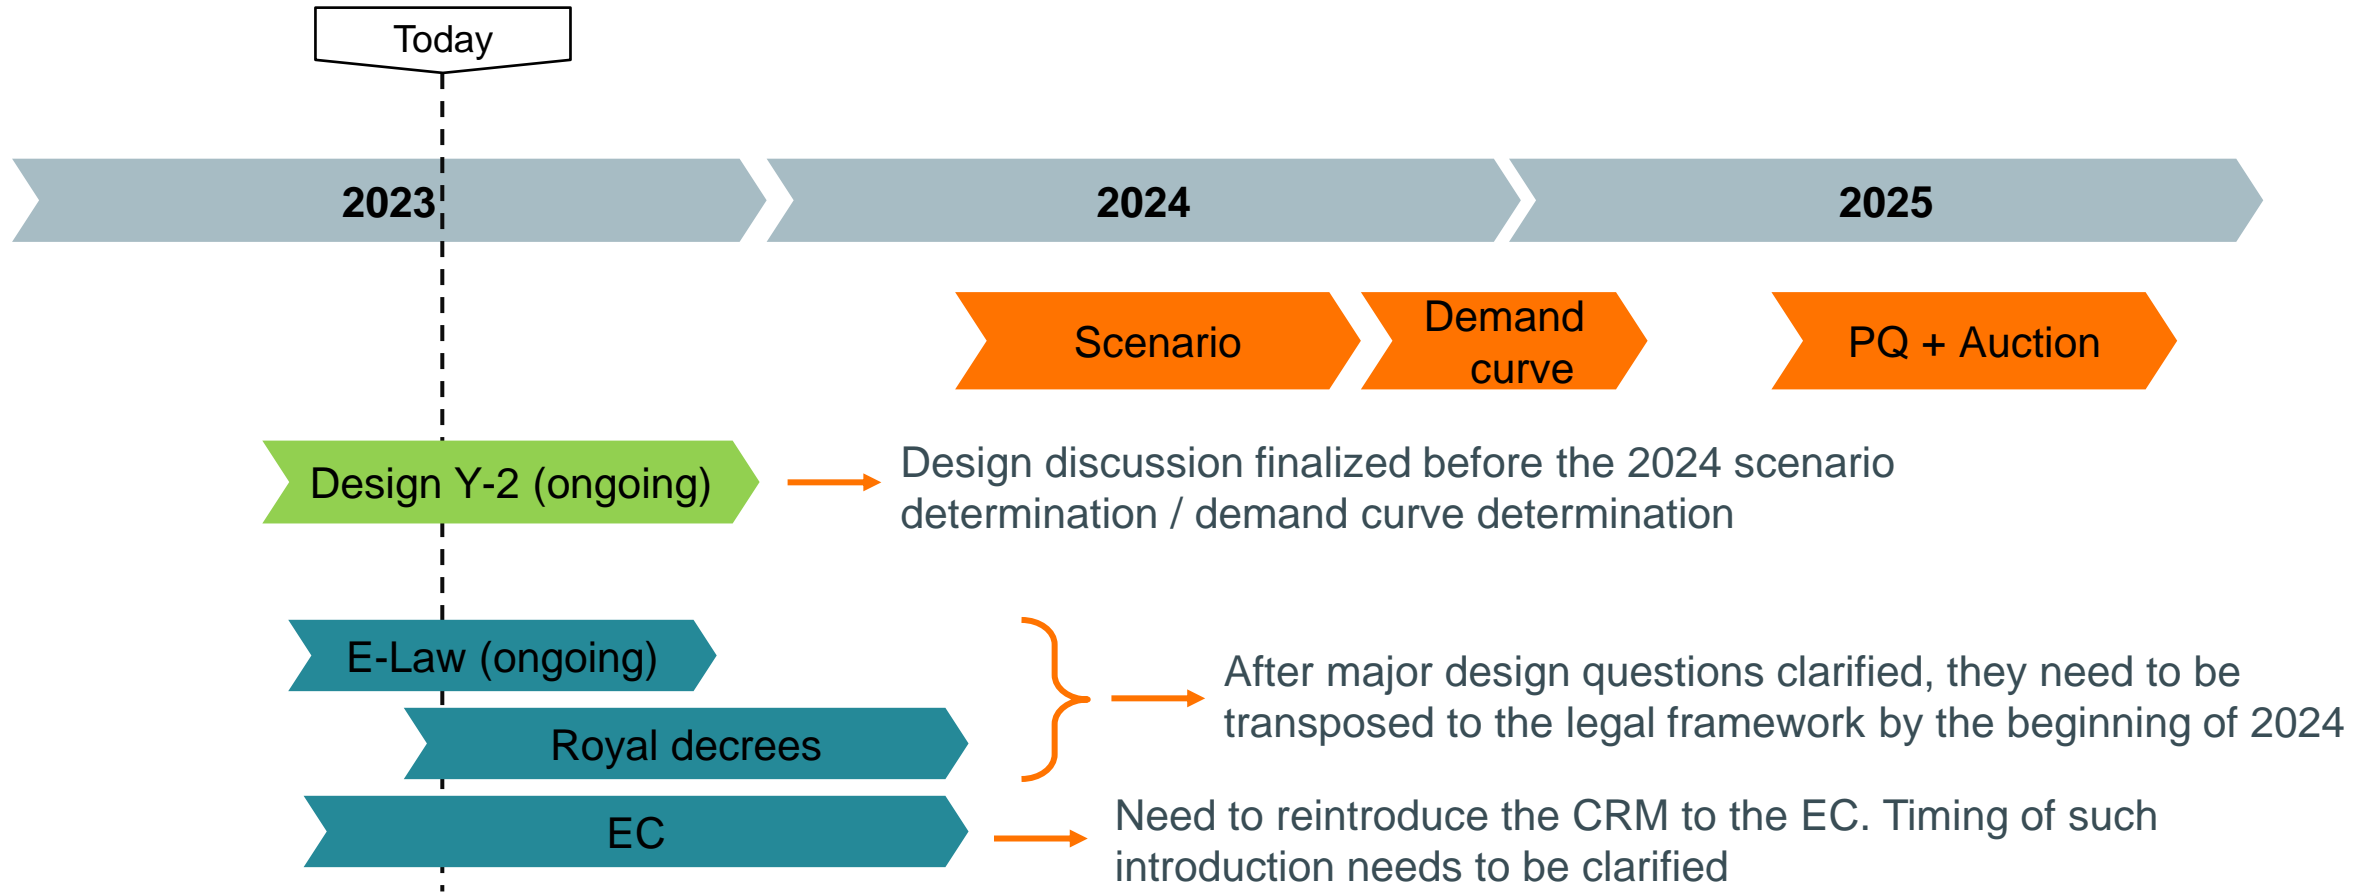 Today
2023
2024
2025
Scenario
Demand
curve
PQ + Auction
Design Y-2 (ongoing)
Design discussion finalized before the 2024 scenario
determination / demand curve determination
E-Law (ongoing)
Royal decrees
After major design questions clarified, they need to be
transposed to the legal framework by the beginning of 2024
EC
Need to reintroduce the CRM to the EC. Timing of such
introduction needs to be clarified